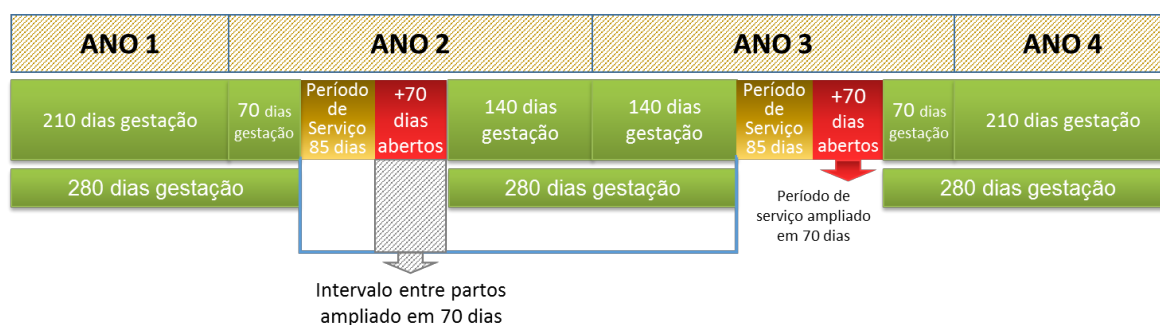 ANO 1
ANO 2
ANO 3
ANO 4
210 dias gestação
70 dias
gestação
Período
de
Serviço
85 dias
+70
dias
abertos
140 dias
gestação
140 dias
gestação
Período
de
Serviço
85 dias
+70
dias
abertos
70 dias
gestação
210 dias gestação
280 dias gestação
280 dias gestação
280 dias gestação
Período de
serviço ampliado
em 70 dias
Intervalo entre partos
ampliado em 70 dias